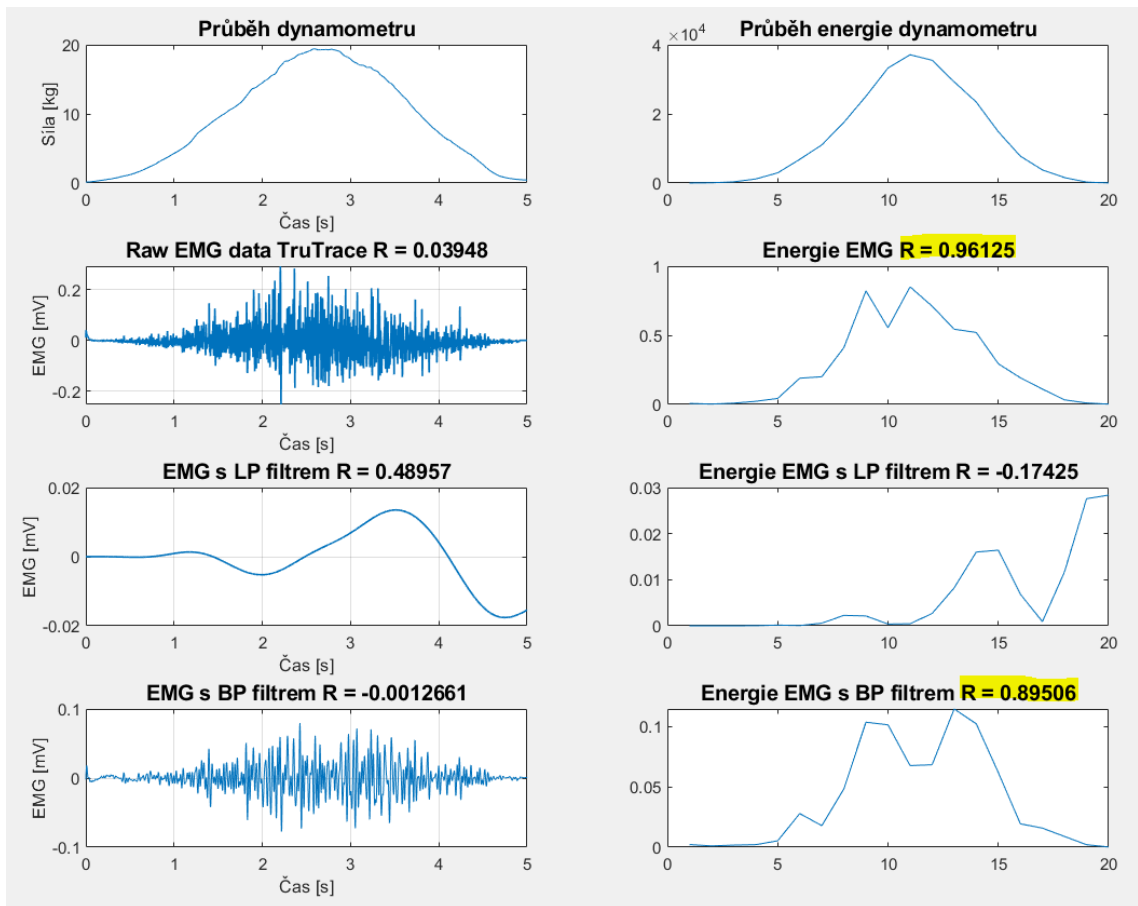 Průběh dynamometru
20
10
0
Síla [kg]
0 1 2 3 4 5
Čas [s]
Průběh energie dynamometru
×10⁴
4
2
0
0 5 10 15 20
Raw EMG data TruTrace R = 0.03948
0.2
0
-0.2
EMG [mV]
0 1 2 3 4 5
Čas [s]
Energie EMG R = 0.96125
1
0.5
0
0 5 10 15 20
EMG s LP filtrem R = 0.48957
0.02
0
-0.02
EMG [mV]
0 1 2 3 4 5
Čas [s]
Energie EMG s LP filtrem R = -0.17425
0.03
0.02
0.01
0
0 5 10 15 20
EMG s BP filtrem R = -0.0012661
0.1
0
-0.1
EMG [mV]
0 1 2 3 4 5
Čas [s]
Energie EMG s BP filtrem R = 0.89506
0.1
0.05
0
0 5 10 15 20